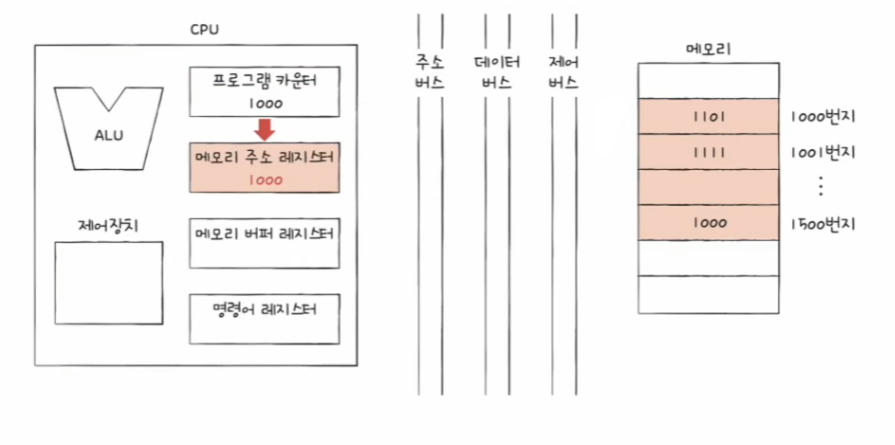 CPU
ALU
제어장치
프로그램 카운터
1000
메모리 주소 레지스터
1000
메모리 버퍼 레지스터
명령어 레지스터
주소
버스
데이터
버스
제어
버스
메모리
1101
1000번지
1111
1001번지
⋮
1000
1500번지